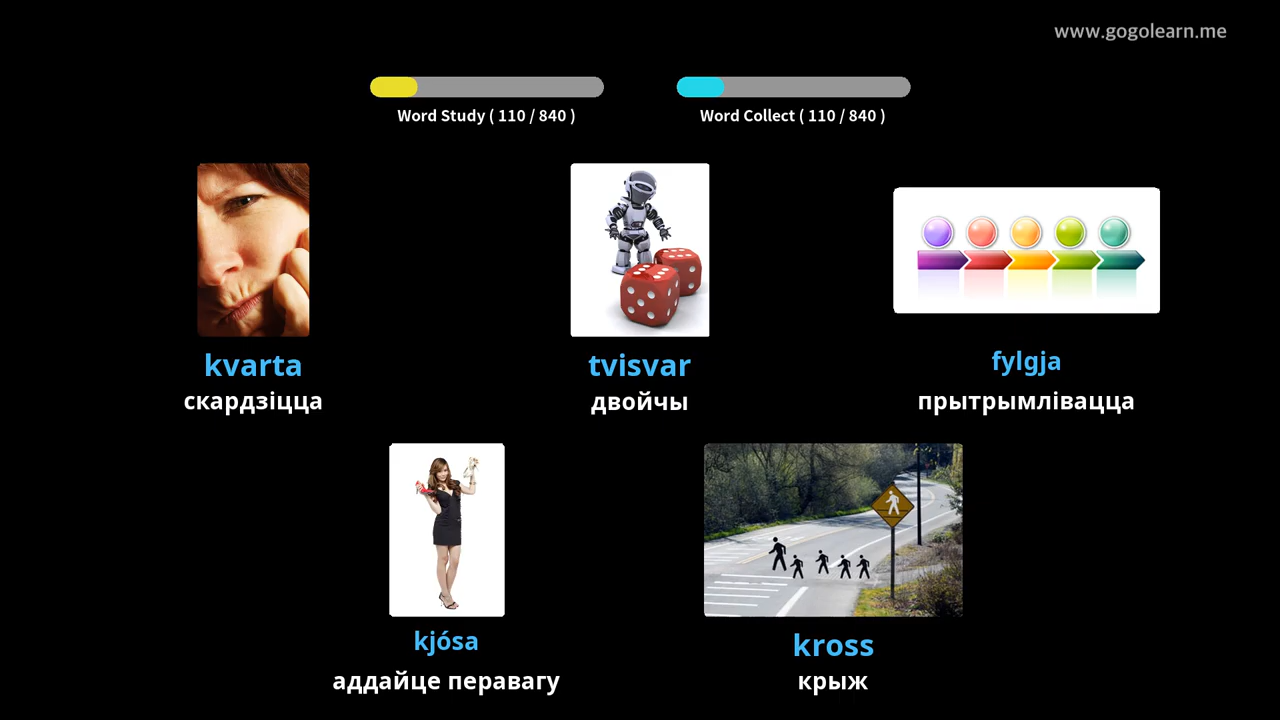 www.gogolearn.me
Word Study ( 110 / 840 )
Word Collect ( 110 / 840 )
kvarta
скардзіцца
tvisvar
двойчы
fylgja
прытрымлівацца
kjósa
аддайце перавагу
kross
крыж